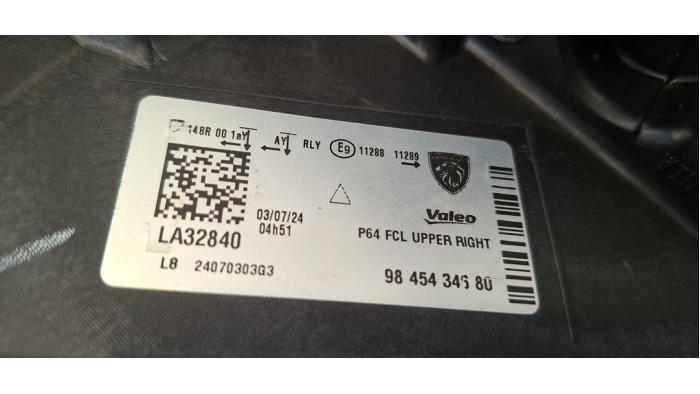 148R 00 1aY AY RLY E9 11288 11289
03/07/24
04h51
Valeo
LA32840
P64 FCL UPPER RIGHT
L8 24070303G3
98 454 346 80